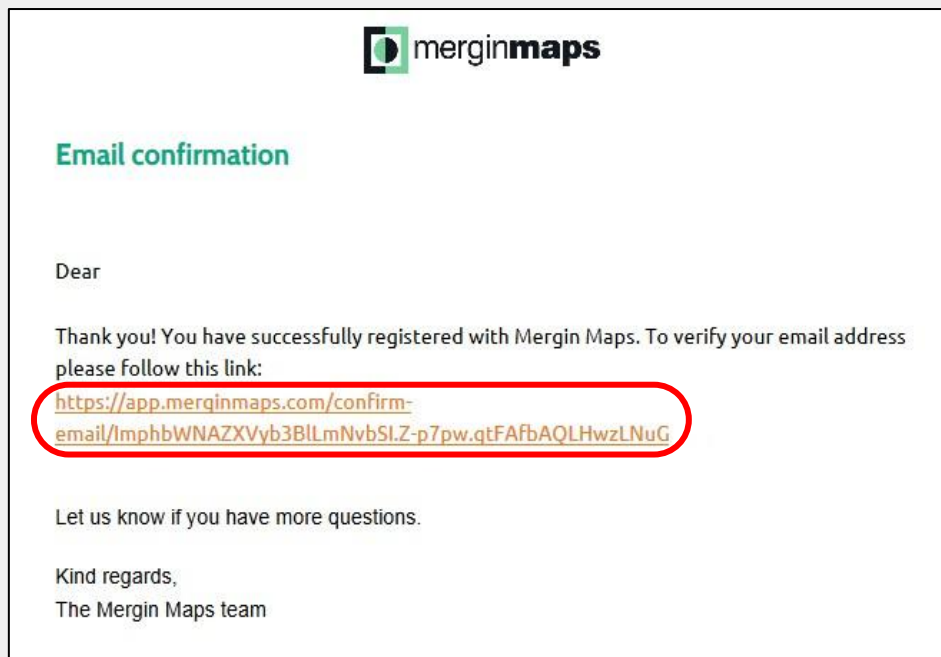 merginmaps
Email confirmation
Dear
Thank you! You have successfully registered with Mergin Maps. To verify your email address
please follow this link:
https://app.merginmaps.com/confirm-
email/ImphbWNAZXVyb3BlLmNvbSI.Z-p7pw.qtFAfbAQLHwzLNuG
Let us know if you have more questions.
Kind regards,
The Mergin Maps team